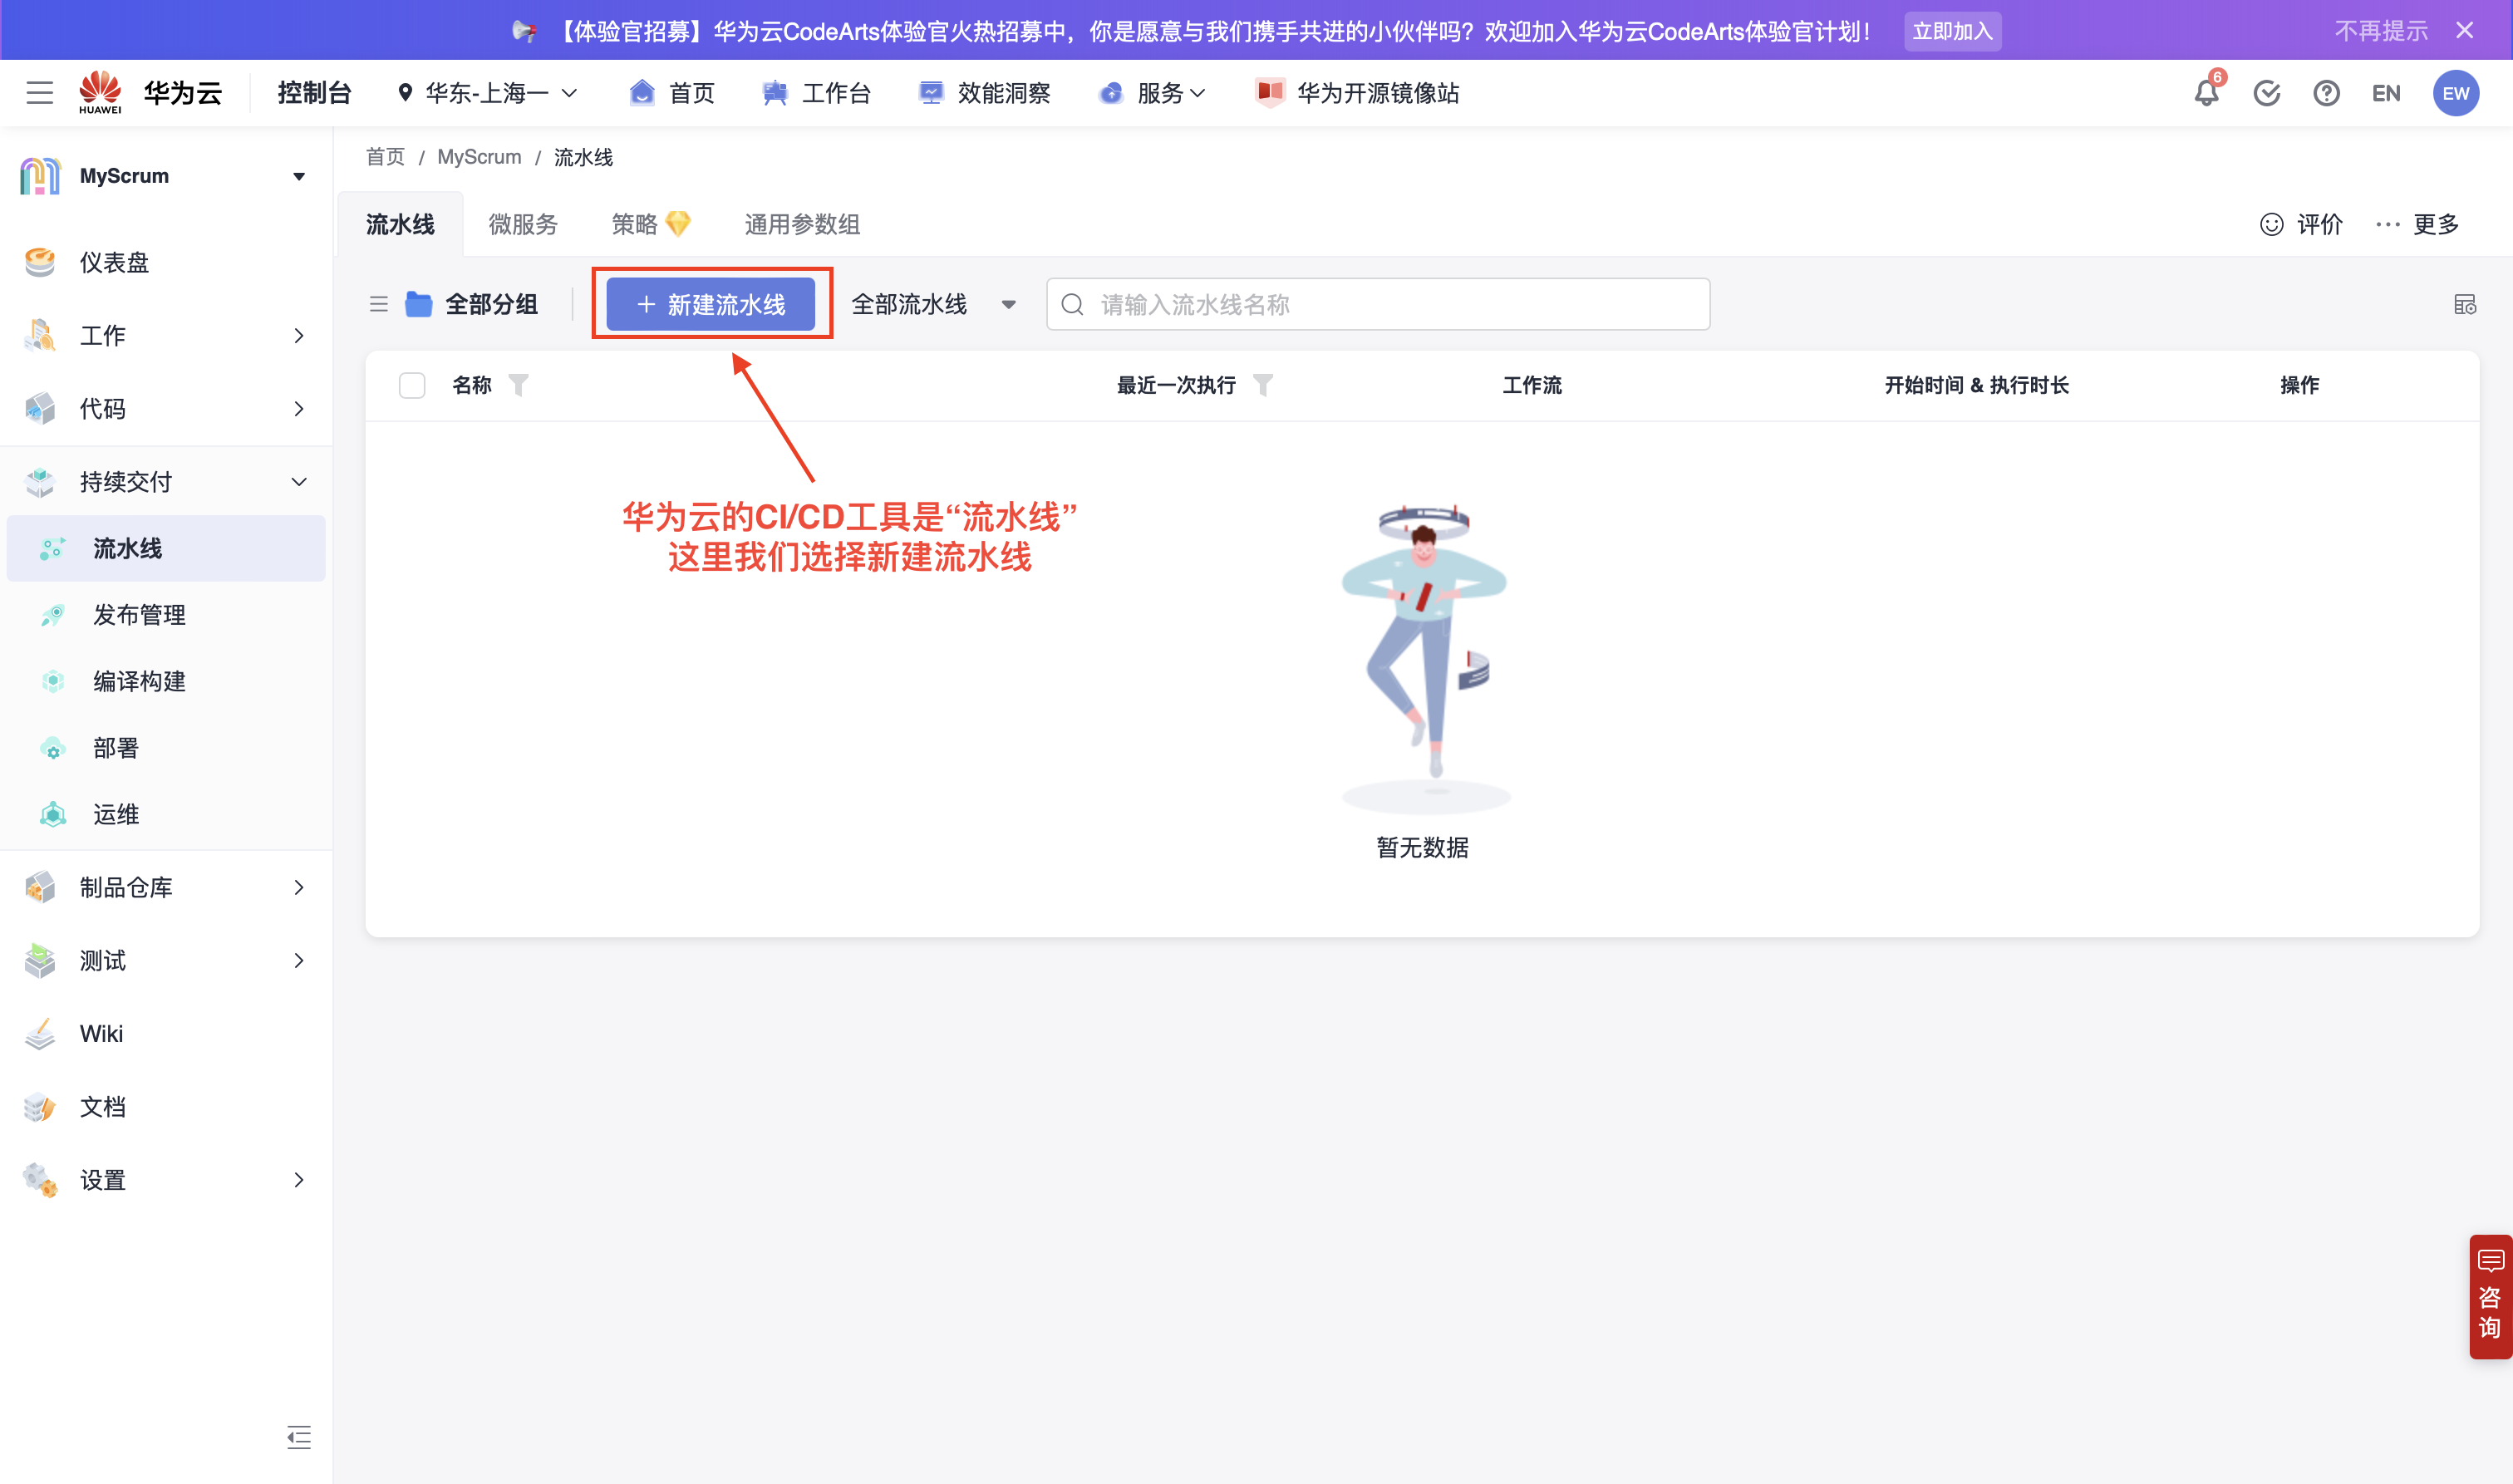 【体验官招募】华为云CodeArts体验官火热招募中，你是愿意与我们携手共进的小伙伴吗？欢迎加入华为云CodeArts体验官计划！ 立即加入 不再提示
HUAWEI 华为云 控制台 华东-上海一 首页 工作台 效能洞察 服务 华为开源镜像站 6 EN EW
MyScrum
仪表盘
工作
代码
持续交付
流水线
发布管理
编译构建
部署
运维
制品仓库
测试
Wiki
文档
设置
首页 / MyScrum / 流水线
流水线 微服务 策略 通用参数组 评价 ··· 更多
全部分组 + 新建流水线 全部流水线 请输入流水线名称
名称 最近一次执行 工作流 开始时间 & 执行时长 操作
华为云的CI/CD工具是“流水线”
这里我们选择新建流水线
暂无数据
咨
询